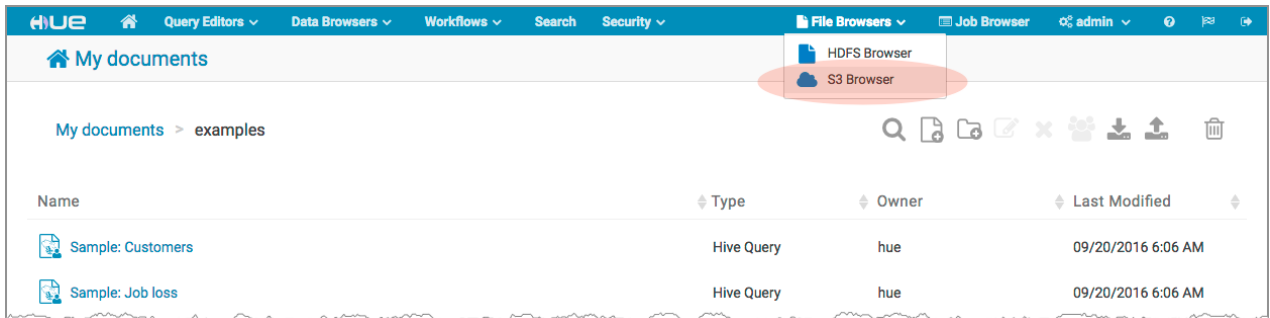 HUE Query Editors Data Browsers Workflows Search Security File Browsers Job Browser admin ?
HDFS Browser
My documents
S3 Browser
My documents > examples
Name Type Owner Last Modified
Sample: Customers Hive Query hue 09/20/2016 6:06 AM
Sample: Job loss Hive Query hue 09/20/2016 6:06 AM